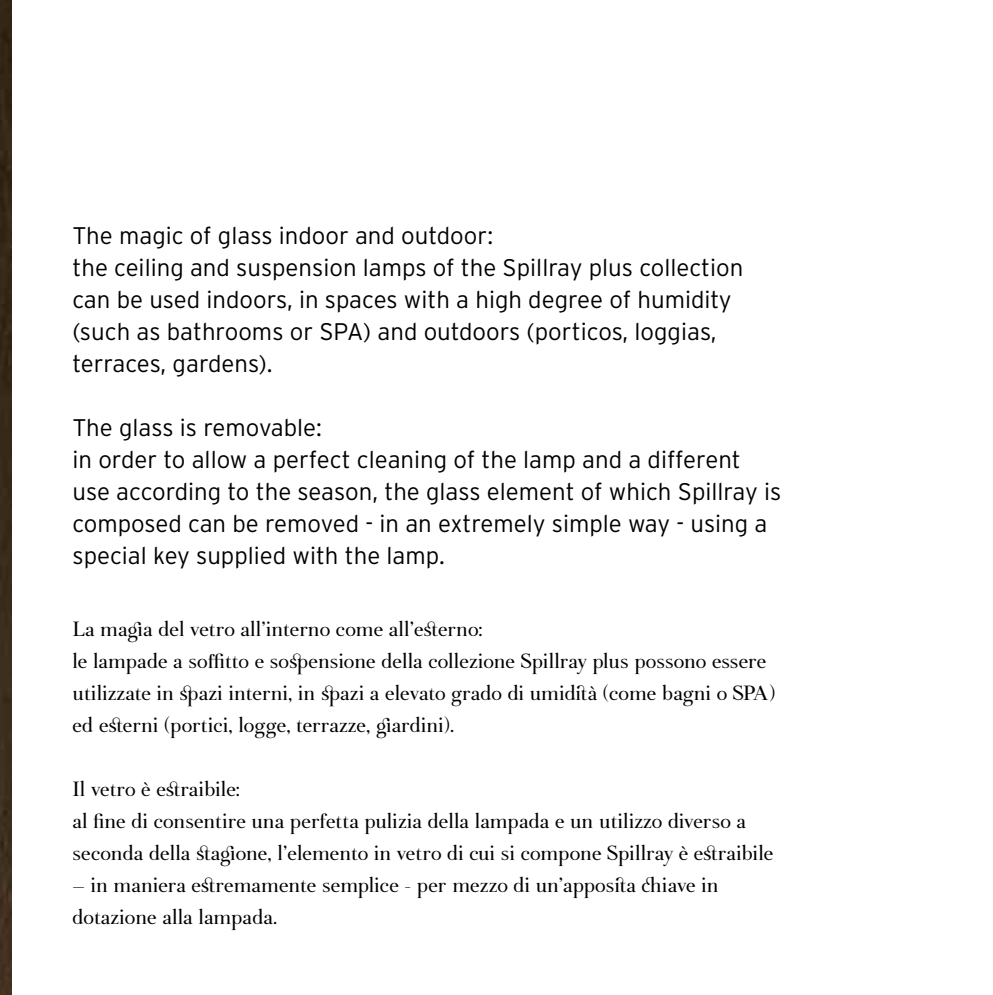 The magic of glass indoor and outdoor:
the ceiling and suspension lamps of the Spillray plus collection
can be used indoors, in spaces with a high degree of humidity
(such as bathrooms or SPA) and outdoors (porticos, loggias,
terraces, gardens).
The glass is removable:
in order to allow a perfect cleaning of the lamp and a different
use according to the season, the glass element of which Spillray is
composed can be removed - in an extremely simple way - using a
special key supplied with the lamp.
La magia del vetro all’interno come all’esterno:
le lampade a soffitto e sospensione della collezione Spillray plus possono essere
utilizzate in spazi interni, in spazi a elevato grado di umidità (come bagni o SPA)
ed esterni (portici, logge, terrazze, giardini).
Il vetro è estraibile:
al fine di consentire una perfetta pulizia della lampada e un utilizzo diverso a
seconda della stagione, l’elemento in vetro di cui si compone Spillray è estraibile
– in maniera estremamente semplice - per mezzo di un’apposita chiave in
dotazione alla lampada.